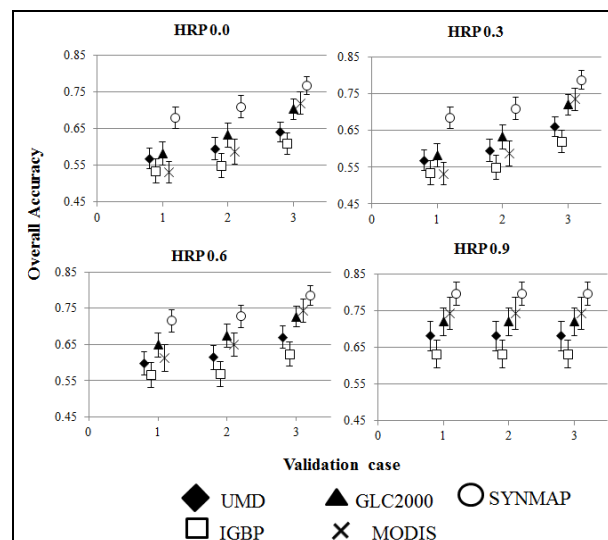 HRP 0.0
HRP 0.3
0.85
0.75
0.65
0.55
0.45
0 1 2 3
0.85
0.75
0.65
0.55
0.45
0 1 2 3
Overall Accuracy
HRP 0.6
HRP 0.9
0.85
0.75
0.65
0.55
0.45
0 1 2 3
0.85
0.75
0.65
0.55
0.45
0 1 2 3
Validation case
UMD GLC2000 SYNMAP
IGBP MODIS